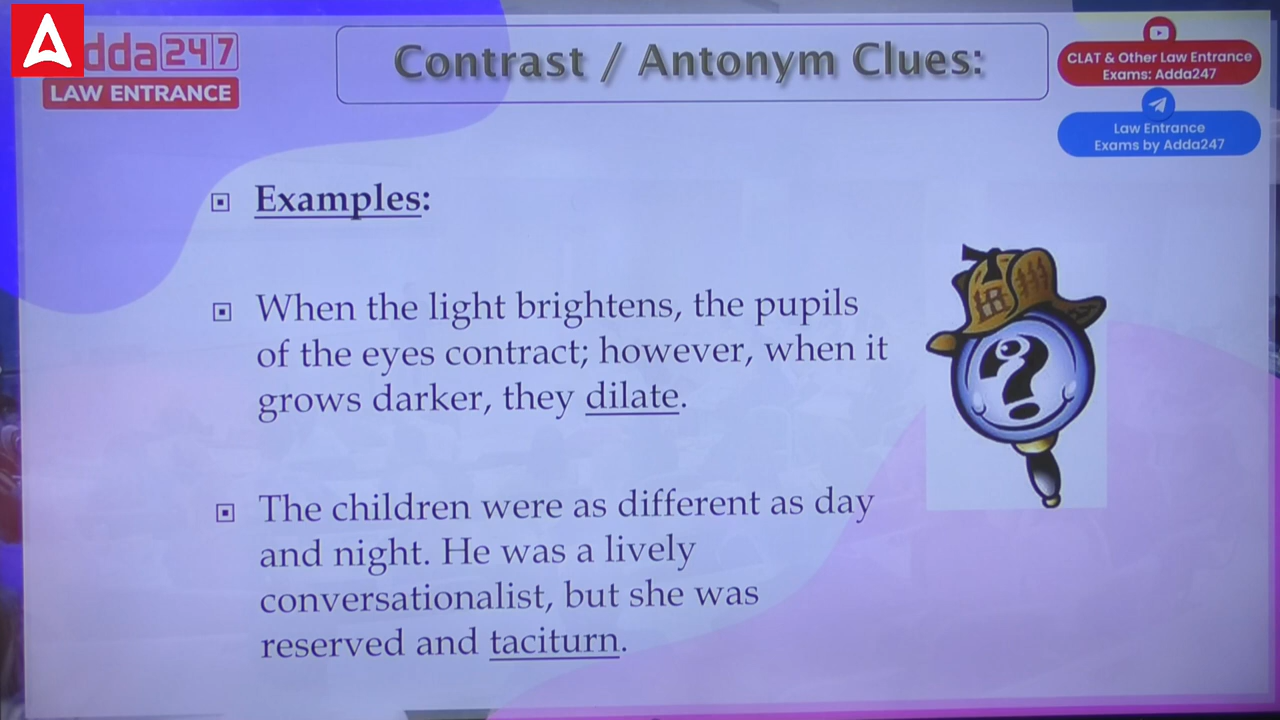 Adda247
LAW ENTRANCE
Contrast / Antonym Clues:
CLAT & Other Law Entrance
Exams: Adda247
Law Entrance
Exams by Adda247
Examples:
When the light brightens, the pupils
of the eyes contract; however, when it
grows darker, they dilate.
?
The children were as different as day
and night. He was a lively
conversationalist, but she was
reserved and taciturn.